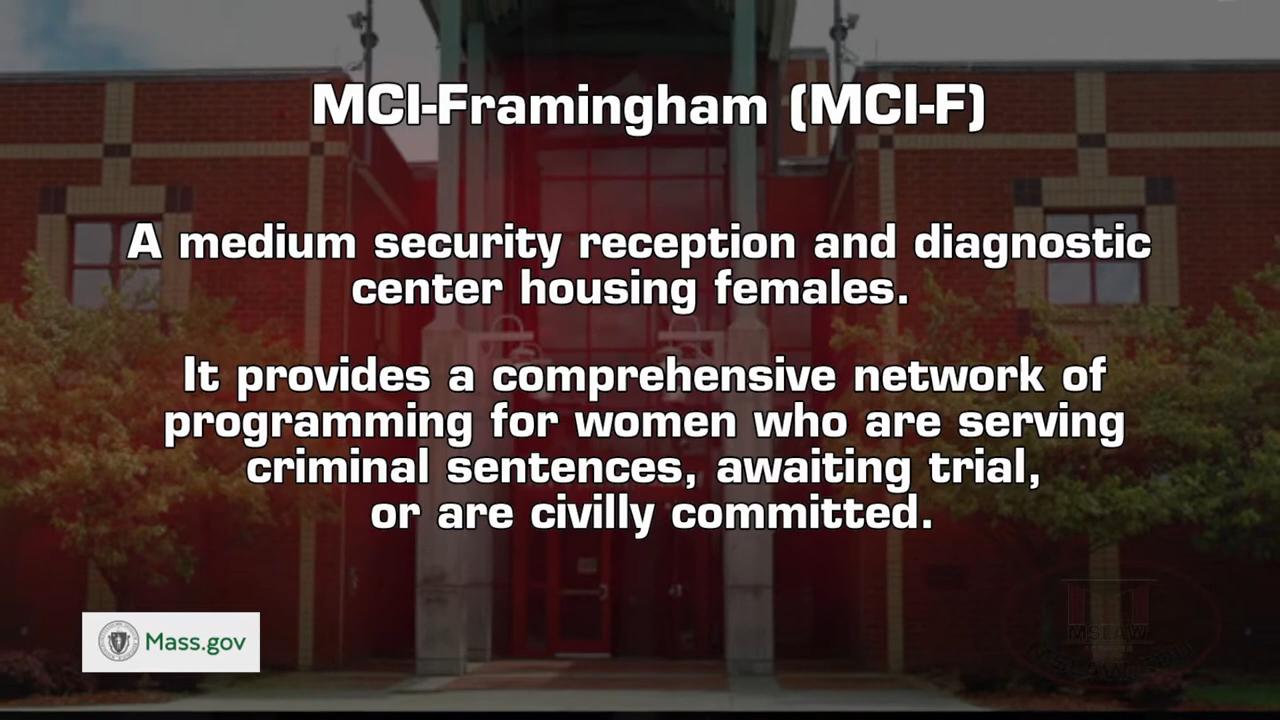 MCI-Framingham (MCI-F)
A medium security reception and diagnostic
center housing females.
It provides a comprehensive network of
programming for women who are serving
criminal sentences, awaiting trial,
or are civilly committed.
Mass.gov
MSLAW